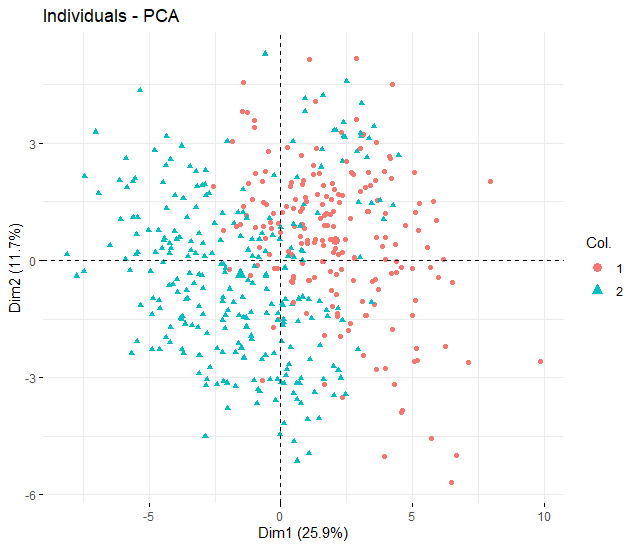 Individuals - PCA
Dim2 (11.7%)
3
0
-3
-6
-5
0
5
10
Dim1 (25.9%)
Col.
1
2